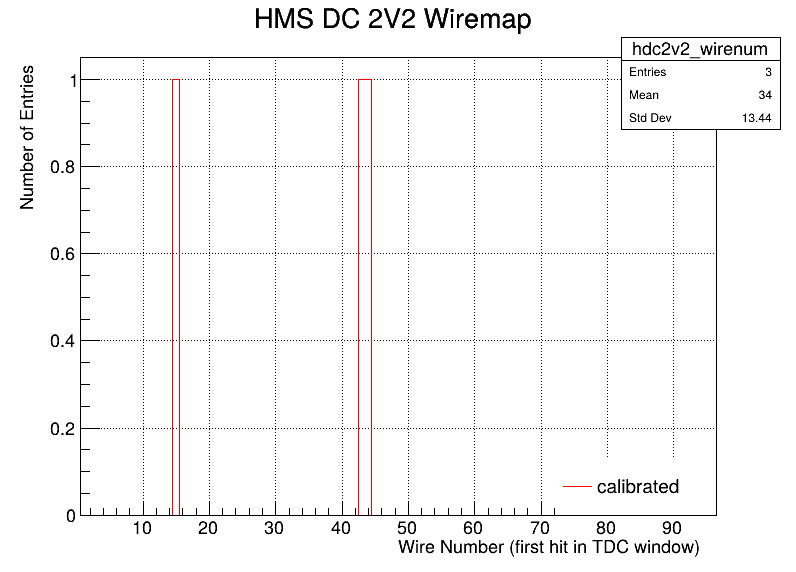 HMS DC 2V2 Wiremap
hdc2v2_wirenum
Entries 3
Mean 34
Std Dev 13.44
Number of Entries
1
0.8
0.6
0.4
0.2
0
calibrated
10 20 30 40 50 60 70 80 90
Wire Number (first hit in TDC window)